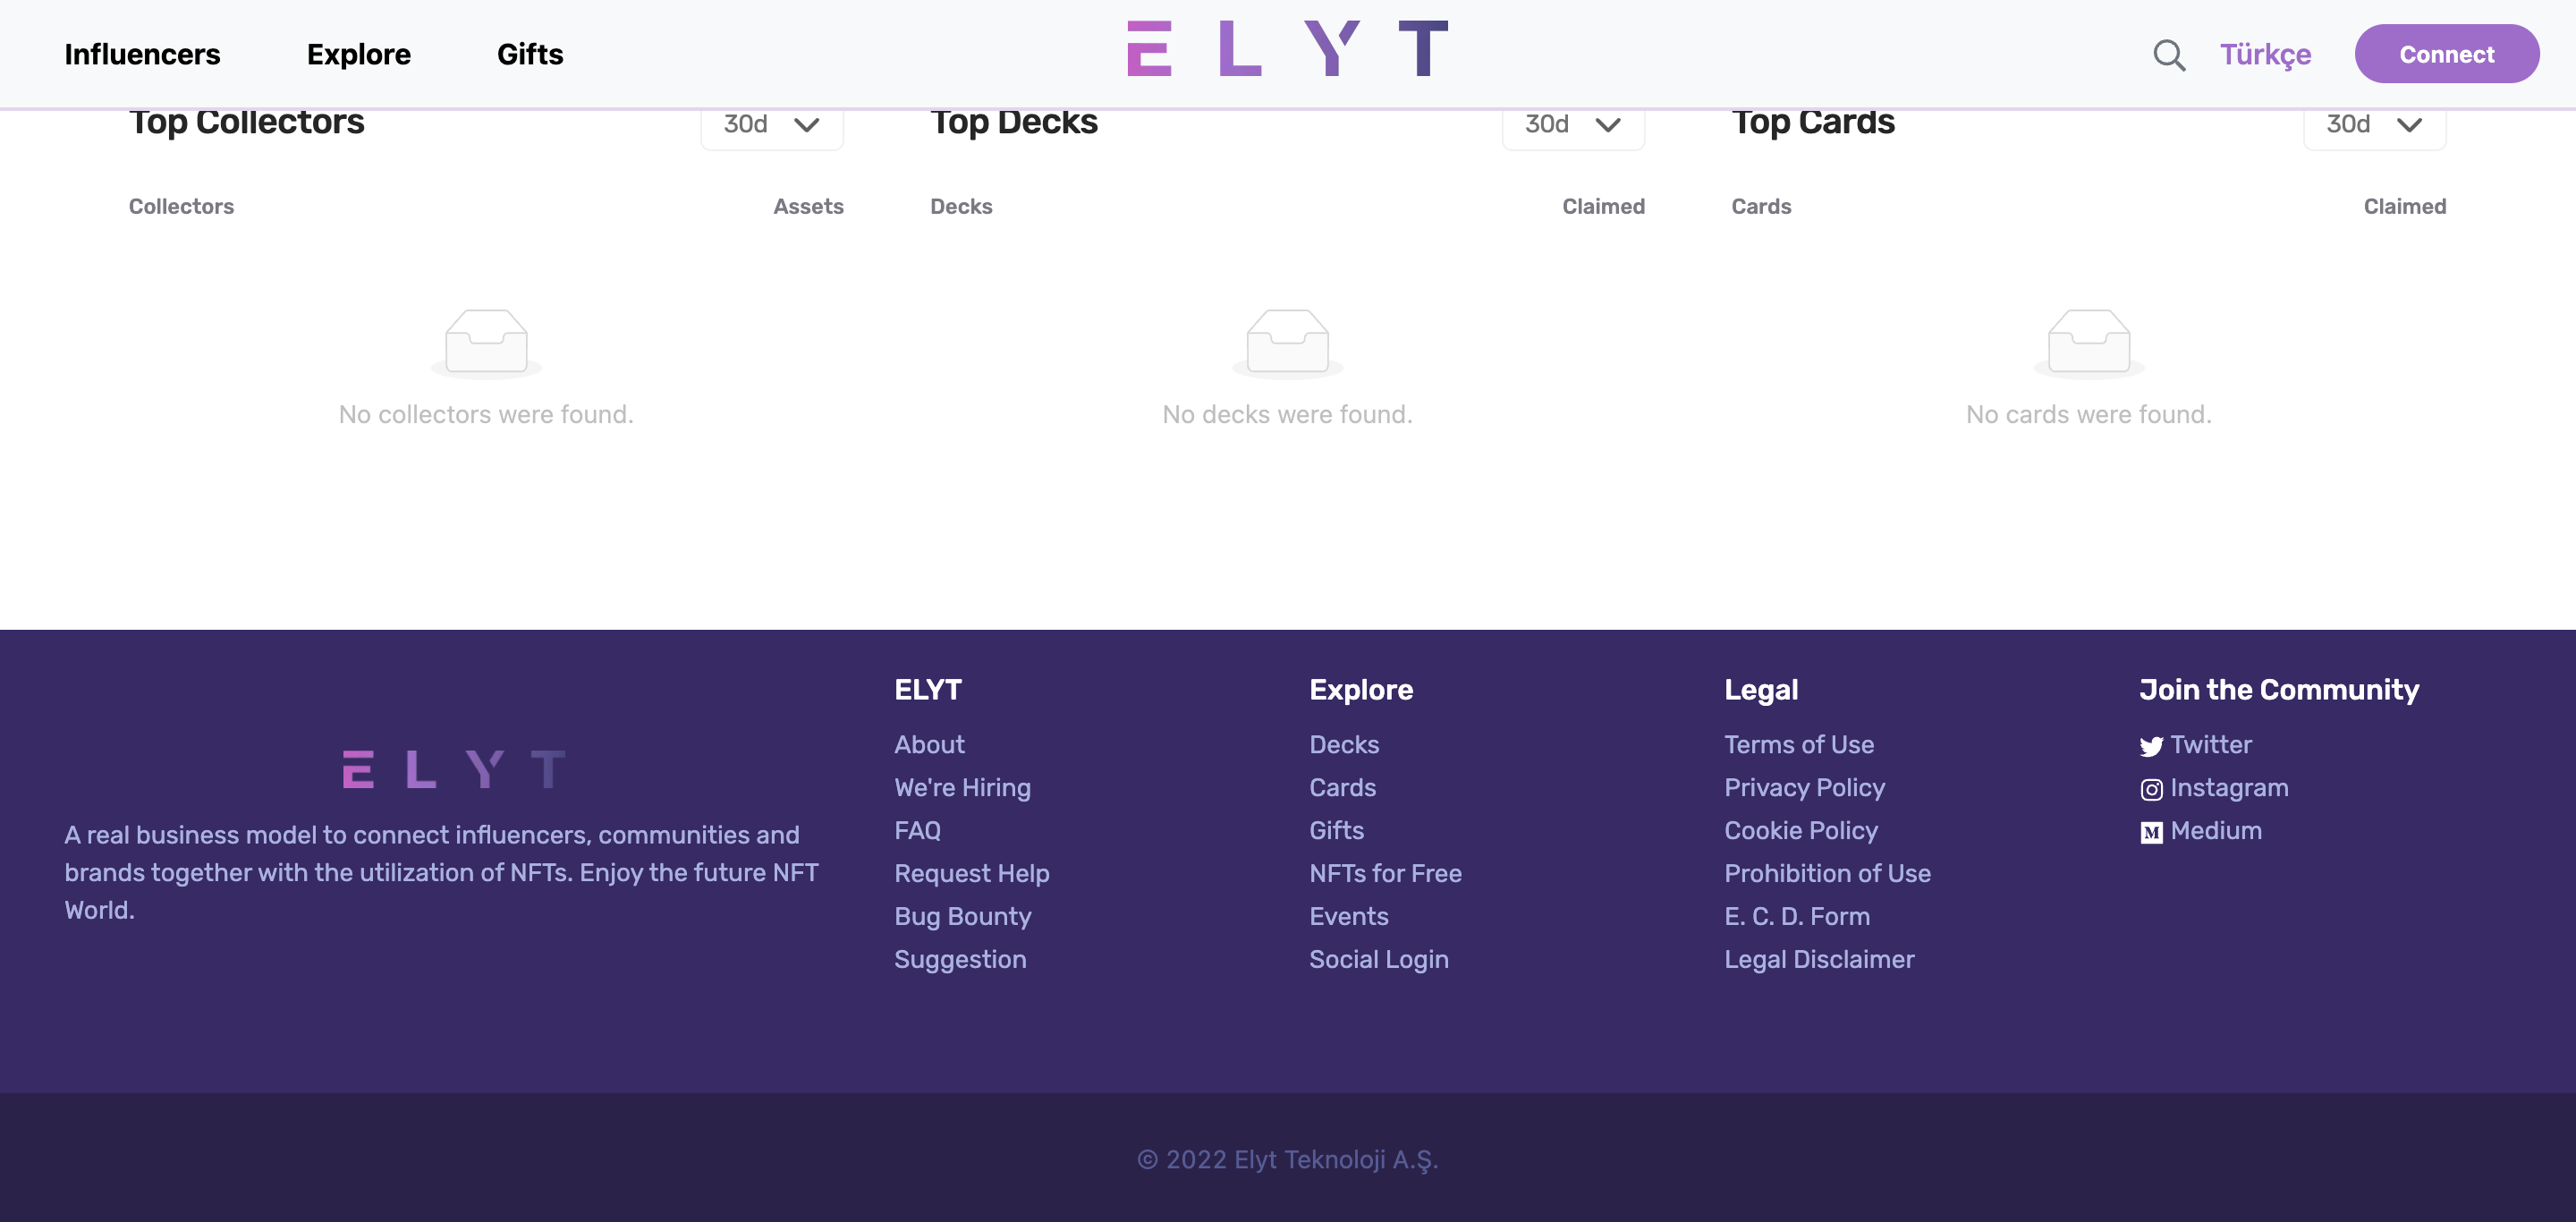 Influencers
Explore
Gifts
ELYT
Türkçe
Connect
Top Collectors
30d
Top Decks
30d
Top Cards
30d
Collectors
Assets
Decks
Claimed
Cards
Claimed
No collectors were found.
No decks were found.
No cards were found.
ELYT
A real business model to connect influencers, communities and
brands together with the utilization of NFTs. Enjoy the future NFT
World.
ELYT
About
We're Hiring
FAQ
Request Help
Bug Bounty
Suggestion
Explore
Decks
Cards
Gifts
NFTs for Free
Events
Social Login
Legal
Terms of Use
Privacy Policy
Cookie Policy
Prohibition of Use
E. C. D. Form
Legal Disclaimer
Join the Community
Twitter
Instagram
Medium
© 2022 Elyt Teknoloji A.Ş.